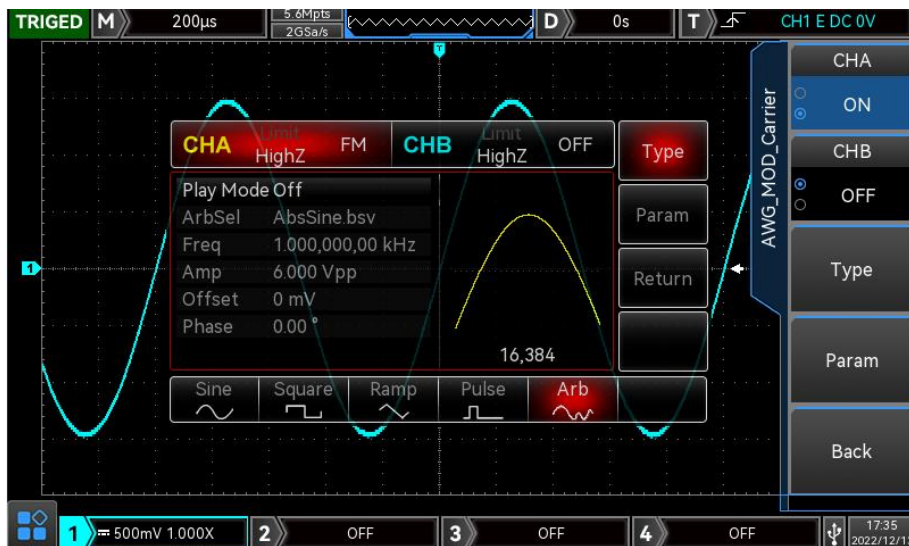 TRIGED M 200μs 5.6Mpts D 0s T CH1 E DC 0V
2GSa/s
T
CHA
ON
CHB
OFF
Type
Param
Back
AWG_MOD_Carrier
CHA Limit HighZ FM CHB Limit HighZ OFF
Type
Param
Return
Play Mode Off
ArbSel AbsSine.bsv
Freq 1.000,000,00 kHz
Amp 6.000 Vpp
Offset 0 mV
Phase 0.00 °
16,384
Sine Square Ramp Pulse Arb
1
1 500mV 1.000X 2 OFF 3 OFF 4 OFF 17:35